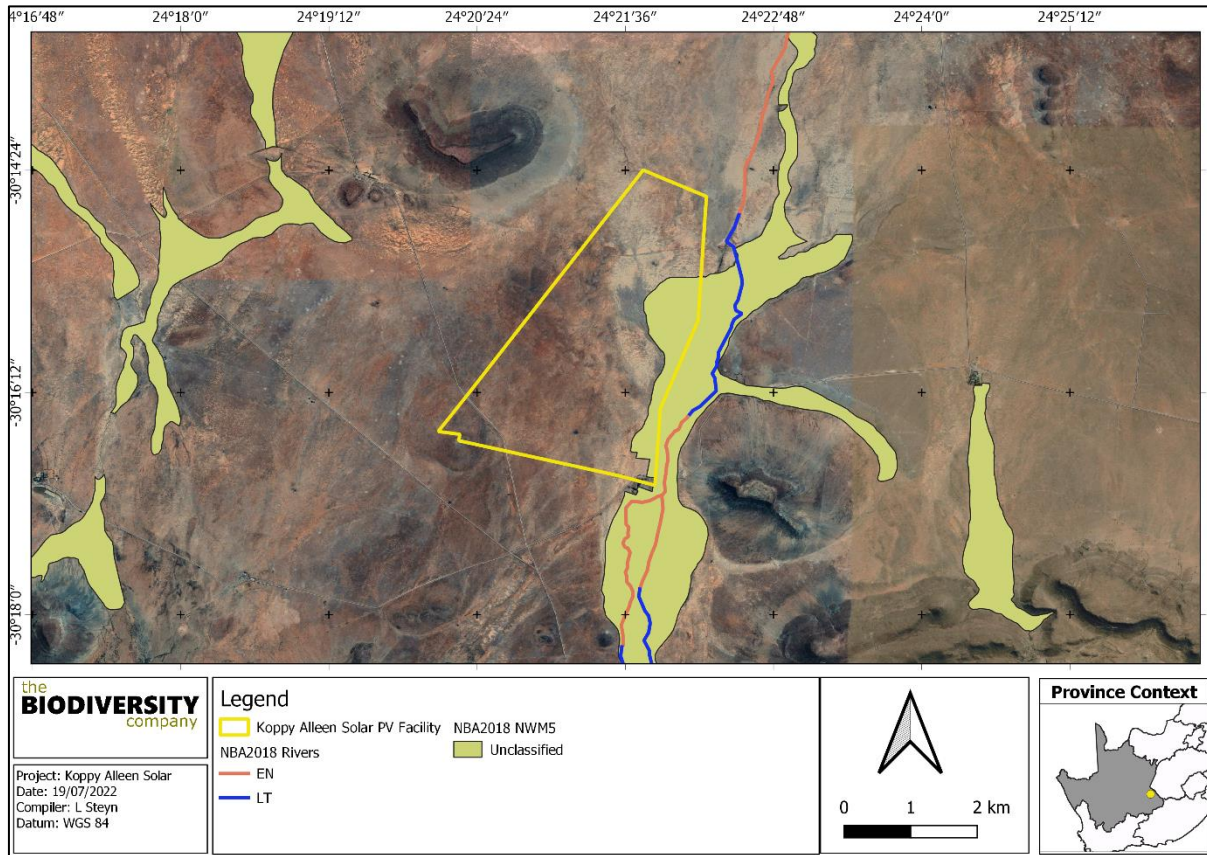 4°16'48"
24°18'0"
24°19'12"
24°20'24"
24°21'36"
24°22'48"
24°24'0"
24°25'12"
-30°14'24"
-30°16'12"
-30°18'0"
the
BIODIVERSITY
company
Project: Koppy Alleen Solar
Date: 19/07/2022
Compiler: L Steyn
Datum: WGS 84
Legend
Koppy Alleen Solar PV Facility
NBA2018 Rivers
EN
LT
NBA2018 NWM5
Unclassified
0 1 2 km
Province Context